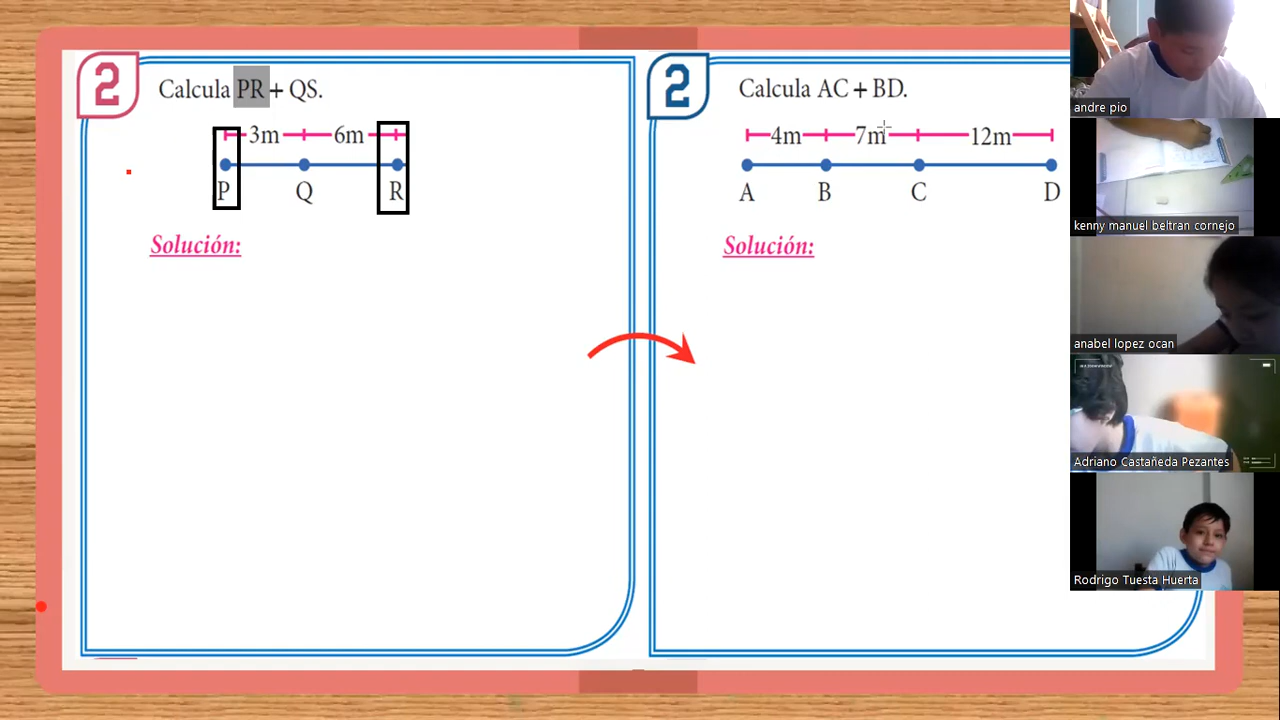 2
Calcula PR + QS.
3m 6m
P Q R
Solución:
2
Calcula AC + BD.
4m 7m 12m
A B C D
Solución:
andre pio
kenny manuel beltran cornejo
anabel lopez ocan
Adriano Castañeda Pezantes
Rodrigo Tuesta Huerta